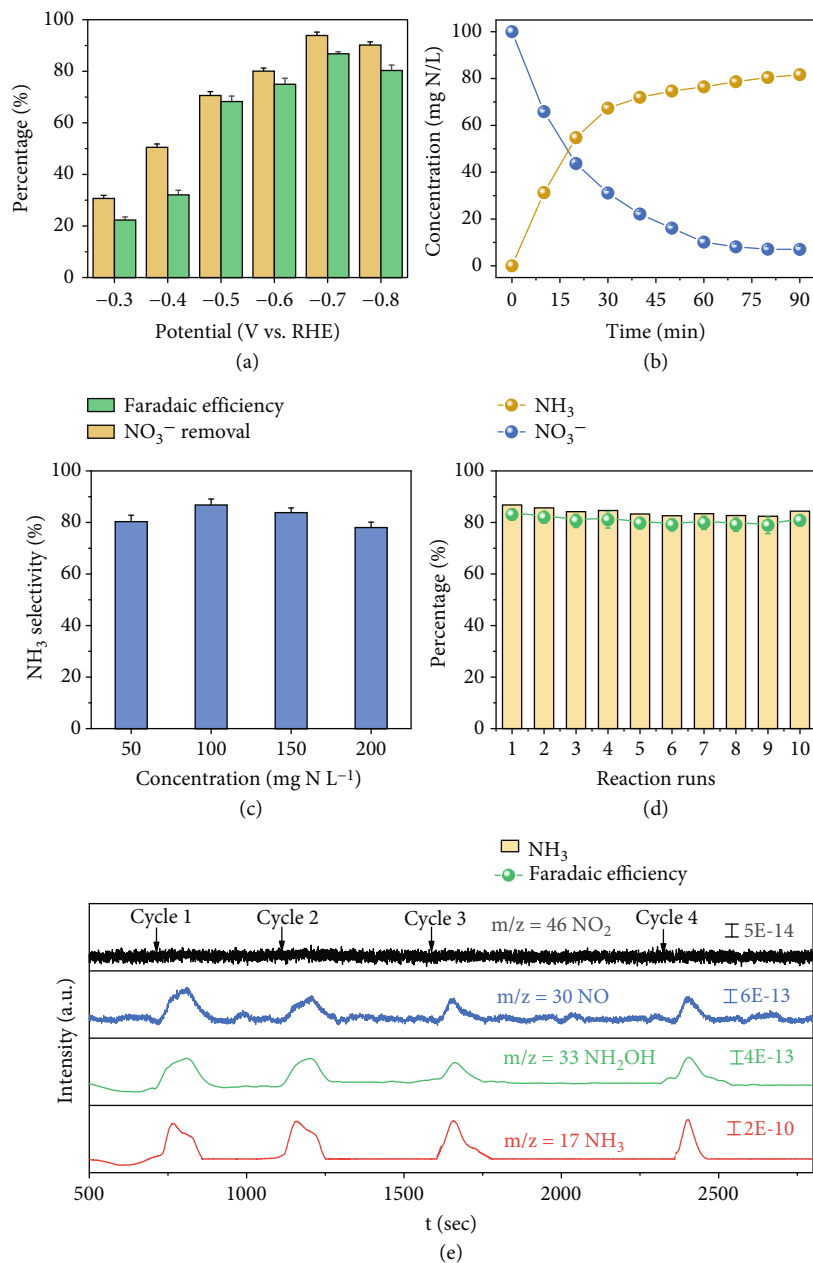 100
80
60
40
20
0
Percentage (%)
−0.3 −0.4 −0.5 −0.6 −0.7 −0.8
Potential (V vs. RHE)
(a)
100
80
60
40
20
0
Concentration (mg N/L)
0 15 30 45 60 75 90
Time (min)
(b)
Faradaic efficiency
NO₃⁻ removal
NH₃
NO₃⁻
100
80
60
40
20
0
NH₃ selectivity (%)
50 100 150 200
Concentration (mg N L⁻¹)
(c)
100
80
60
40
20
0
Percentage (%)
1 2 3 4 5 6 7 8 9 10
Reaction runs
(d)
NH₃
Faradaic efficiency
Cycle 1 Cycle 2 Cycle 3 Cycle 4
m/z = 46 NO₂ 5E-14
m/z = 30 NO 6E-13
m/z = 33 NH₂OH 4E-13
m/z = 17 NH₃ 2E-10
Intensity (a.u.)
500 1000 1500 2000 2500
t (sec)
(e)